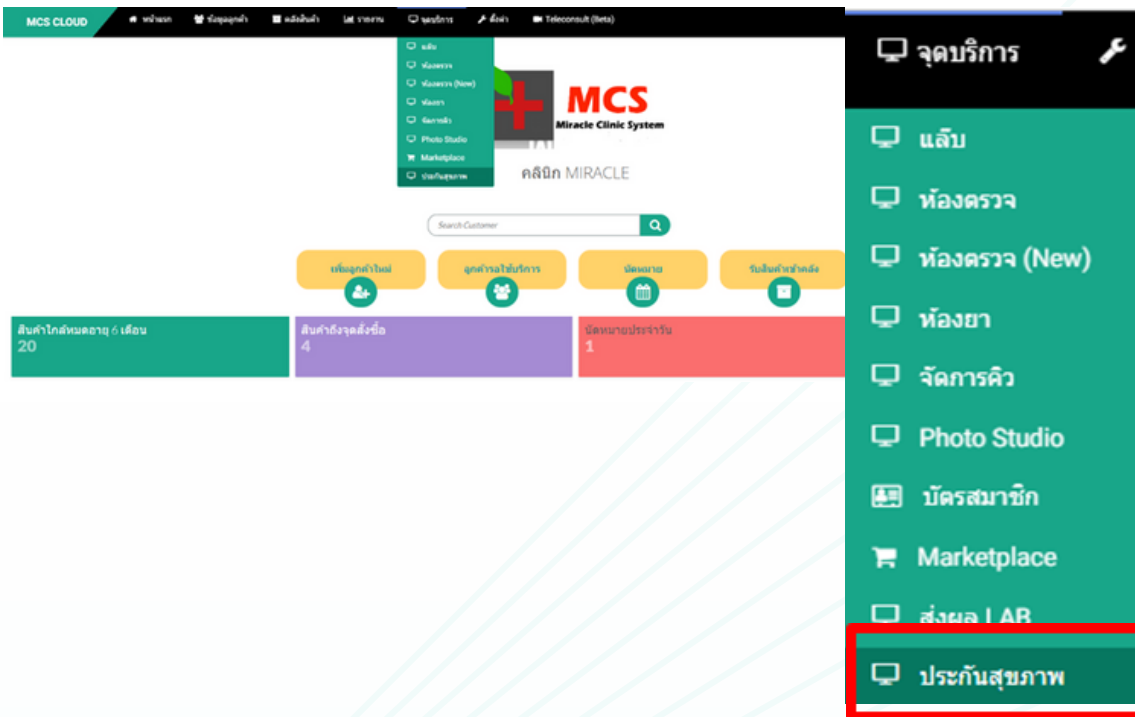 MCS CLOUD
หน้าแรก
ข้อมูลลูกค้า
คลังสินค้า
รายงาน
จุดบริการ
ตั้งค่า
Teleconsult (Beta)
แล็บ
ห้องตรวจ
ห้องตรวจ (New)
ห้องยา
จัดการคิว
Photo Studio
Marketplace
ประกันสุขภาพ
MCS
Miracle Clinic System
คลินิก MIRACLE
Search Customer
เพิ่มลูกค้าใหม่
ลูกค้ารอใช้บริการ
นัดหมาย
รับสินค้าเข้าคลัง
สินค้าใกล้หมดอายุ 6 เดือน
20
สินค้าถึงจุดสั่งซื้อ
4
นัดหมายประจำวัน
1
จุดบริการ
แล็บ
ห้องตรวจ
ห้องตรวจ (New)
ห้องยา
จัดการคิว
Photo Studio
บัตรสมาชิก
Marketplace
ส่งผล LAB
ประกันสุขภาพ